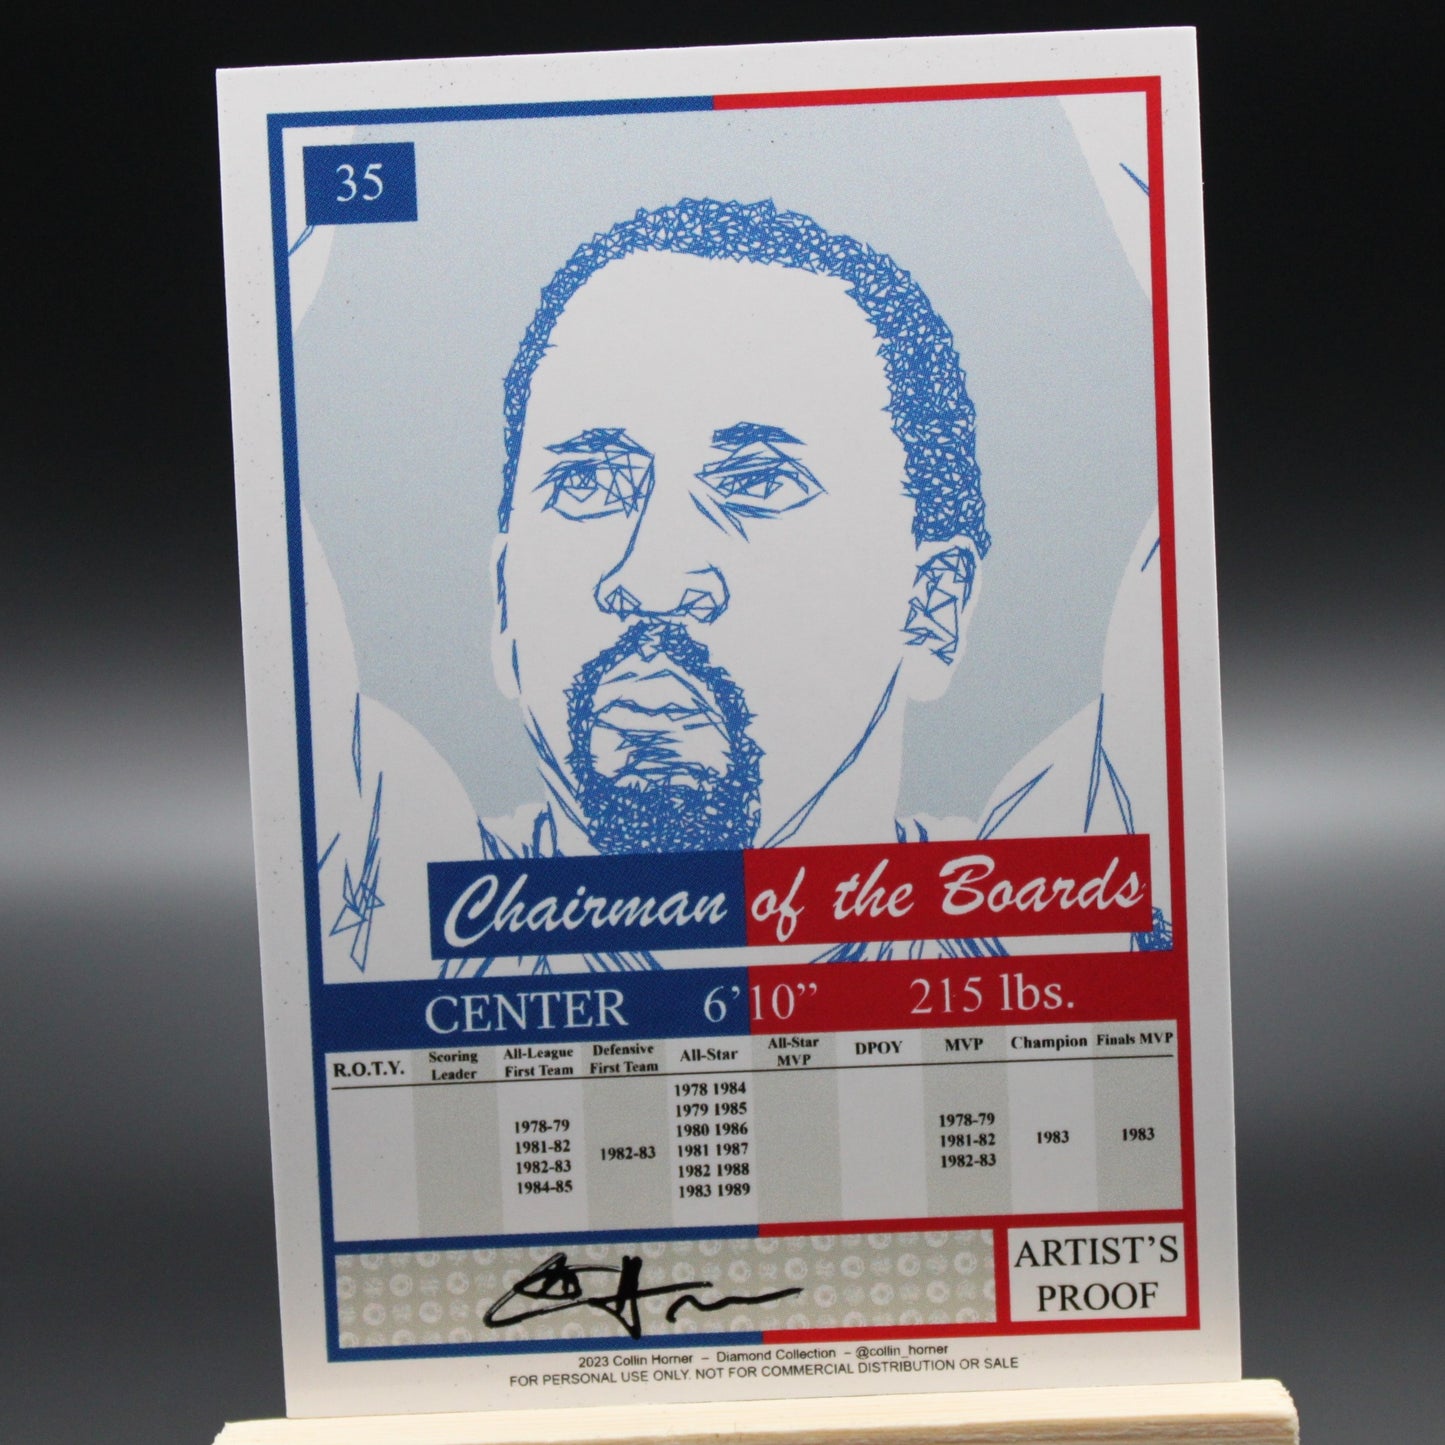 35
Chairman of the Boards
CENTER 6’10” 215 lbs.
R.O.T.Y. Scoring Leader All-League First Team Defensive First Team All-Star All-Star MVP DPOY MVP Champion Finals MVP
1978-79
1981-82
1982-83
1984-85
1982-83
1978 1984
1979 1985
1980 1986
1981 1987
1982 1988
1983 1989
1978-79
1981-82
1982-83
1983
1983
ARTIST’S
PROOF
2023 Collin Horner – Diamond Collection – @collin_horner
FOR PERSONAL USE ONLY. NOT FOR COMMERCIAL DISTRIBUTION OR SALE